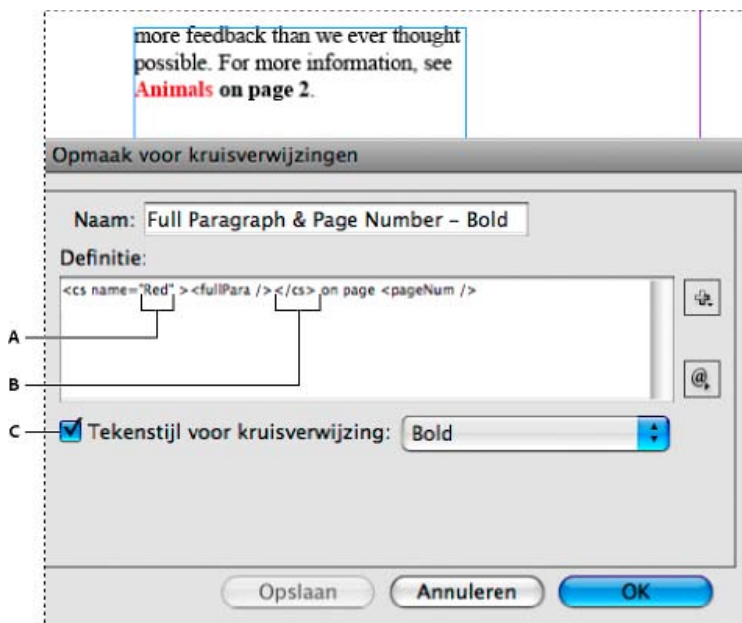 more feedback than we ever thought
possible. For more information, see
Animals on page 2.
Opmaak voor kruisverwijzingen
Naam: Full Paragraph & Page Number – Bold
Definitie:
<cs name="Red" ><fullPara /></cs> on page <pageNum />
A
B
@
C
Tekenstijl voor kruisverwijzing: Bold
Opslaan Annuleren OK